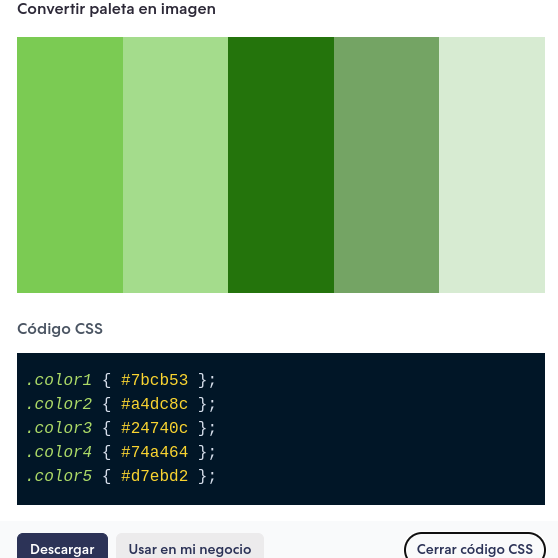 Convertir paleta en imagen
Código CSS
.color1 { #7bcb53 };
.color2 { #a4dc8c };
.color3 { #24740c };
.color4 { #74a464 };
.color5 { #d7ebd2 };
Descargar
Usar en mi negocio
Cerrar código CSS